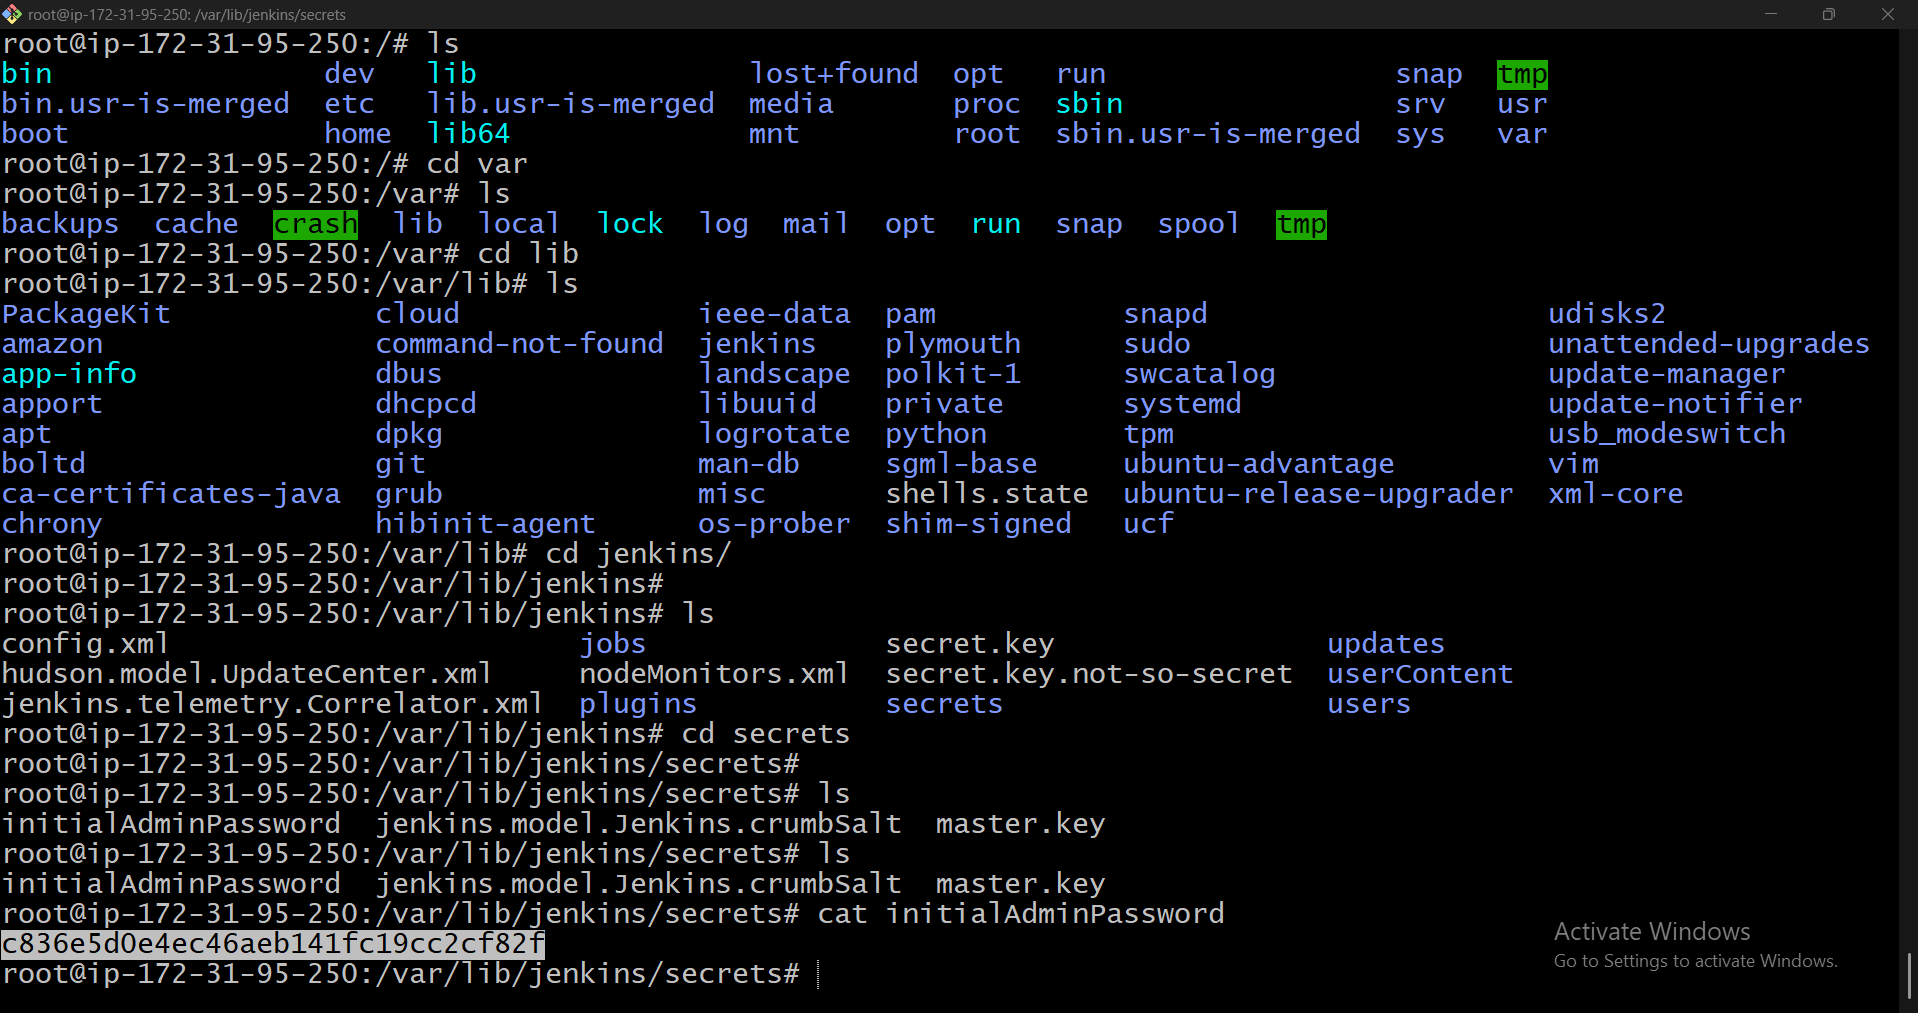 root@ip-172-31-95-250: /var/lib/jenkins/secrets
root@ip-172-31-95-250:/# ls
bin dev lib lost+found opt run snap tmp
bin.usr-is-merged etc lib.usr-is-merged media proc sbin srv usr
boot home lib64 mnt root sbin.usr-is-merged sys var
root@ip-172-31-95-250:/# cd var
root@ip-172-31-95-250:/var# ls
backups cache crash lib local lock log mail opt run snap spool tmp
root@ip-172-31-95-250:/var# cd lib
root@ip-172-31-95-250:/var/lib# ls
PackageKit cloud ieee-data pam snapd udisks2
amazon command-not-found jenkins plymouth sudo unattended-upgrades
app-info dbus landscape polkit-1 swcatalog update-manager
apport dhcpcd libuuid private systemd update-notifier
apt dpkg logrotate python tpm usb_modeswitch
boltd git man-db sgml-base ubuntu-advantage vim
ca-certificates-java grub misc shells.state ubuntu-release-upgrader xml-core
chrony hibinit-agent os-prober shim-signed ucf
root@ip-172-31-95-250:/var/lib# cd jenkins/
root@ip-172-31-95-250:/var/lib/jenkins#
root@ip-172-31-95-250:/var/lib/jenkins# ls
config.xml jobs secret.key updates
hudson.model.UpdateCenter.xml nodeMonitors.xml secret.key.not-so-secret userContent
jenkins.telemetry.Correlator.xml plugins secrets users
root@ip-172-31-95-250:/var/lib/jenkins# cd secrets
root@ip-172-31-95-250:/var/lib/jenkins/secrets#
root@ip-172-31-95-250:/var/lib/jenkins/secrets# ls
initialAdminPassword jenkins.model.Jenkins.crumbSalt master.key
root@ip-172-31-95-250:/var/lib/jenkins/secrets# ls
initialAdminPassword jenkins.model.Jenkins.crumbSalt master.key
root@ip-172-31-95-250:/var/lib/jenkins/secrets# cat initialAdminPassword
c836e5d0e4ec46aeb141fc19cc2cf82f
root@ip-172-31-95-250:/var/lib/jenkins/secrets#
Activate Windows
Go to Settings to activate Windows.